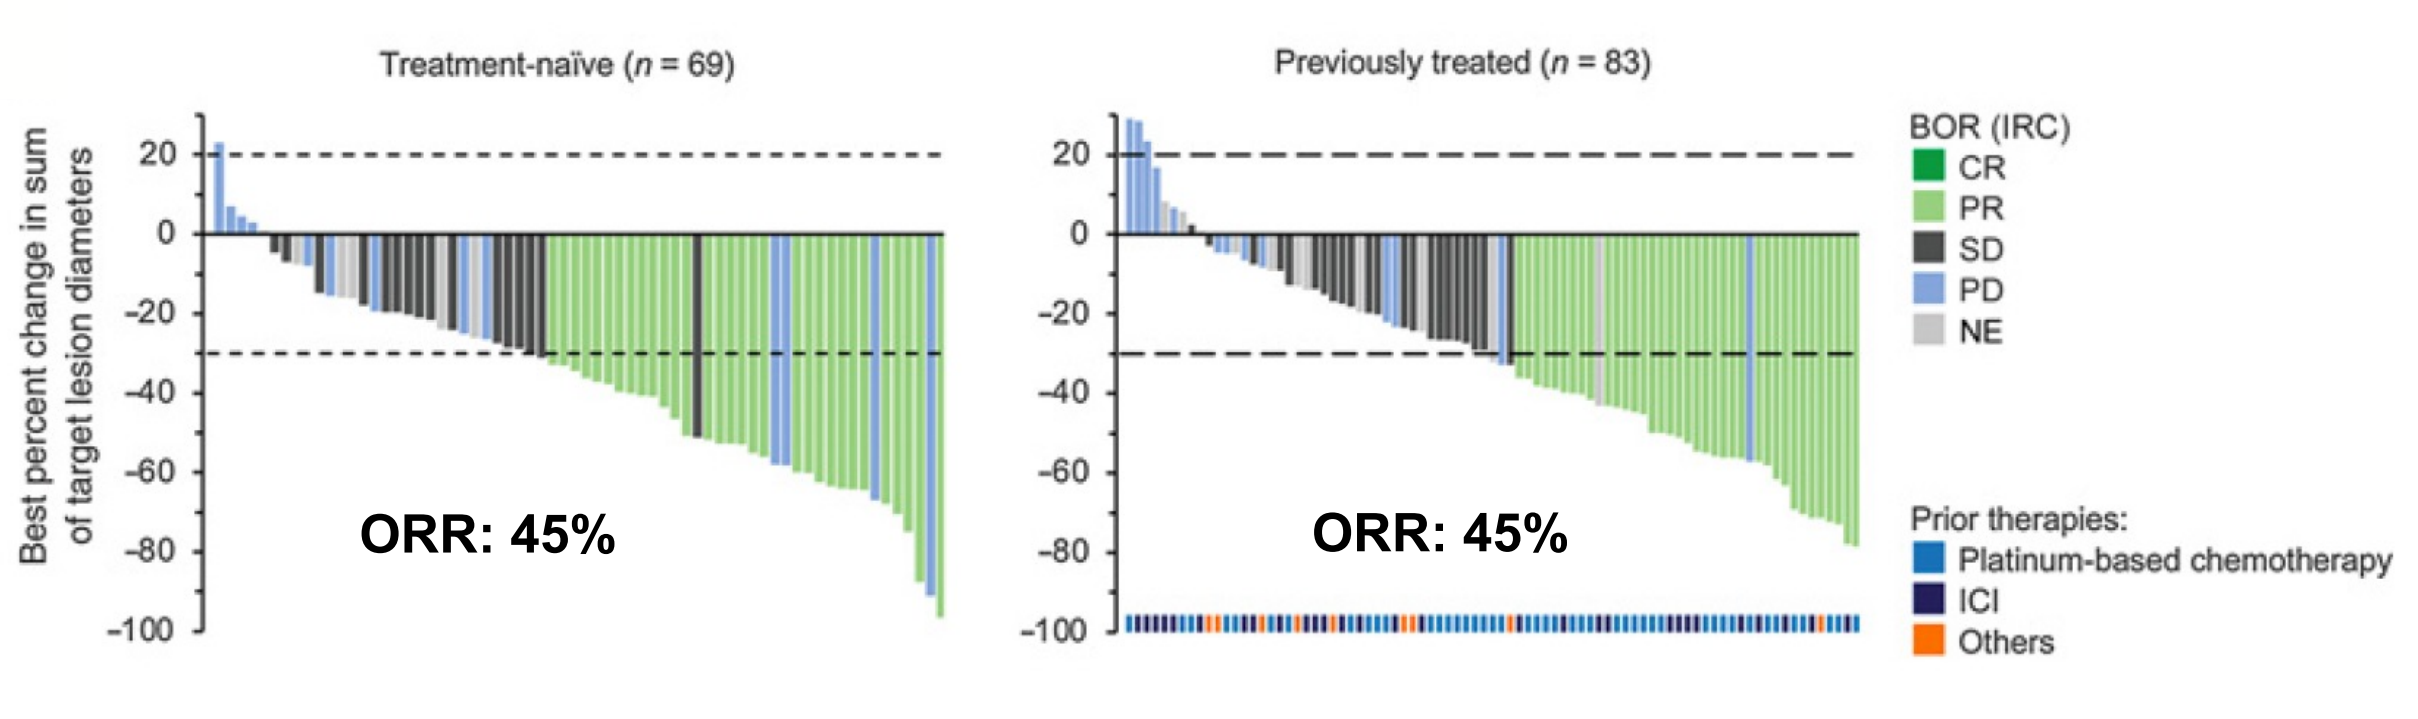 Treatment-naïve (n = 69)
Best percent change in sum
of target lesion diameters
20
0
–20
–40
–60
–80
–100
ORR: 45%
Previously treated (n = 83)
20
0
–20
–40
–60
–80
–100
ORR: 45%
BOR (IRC)
CR
PR
SD
PD
NE
Prior therapies:
Platinum-based chemotherapy
ICI
Others